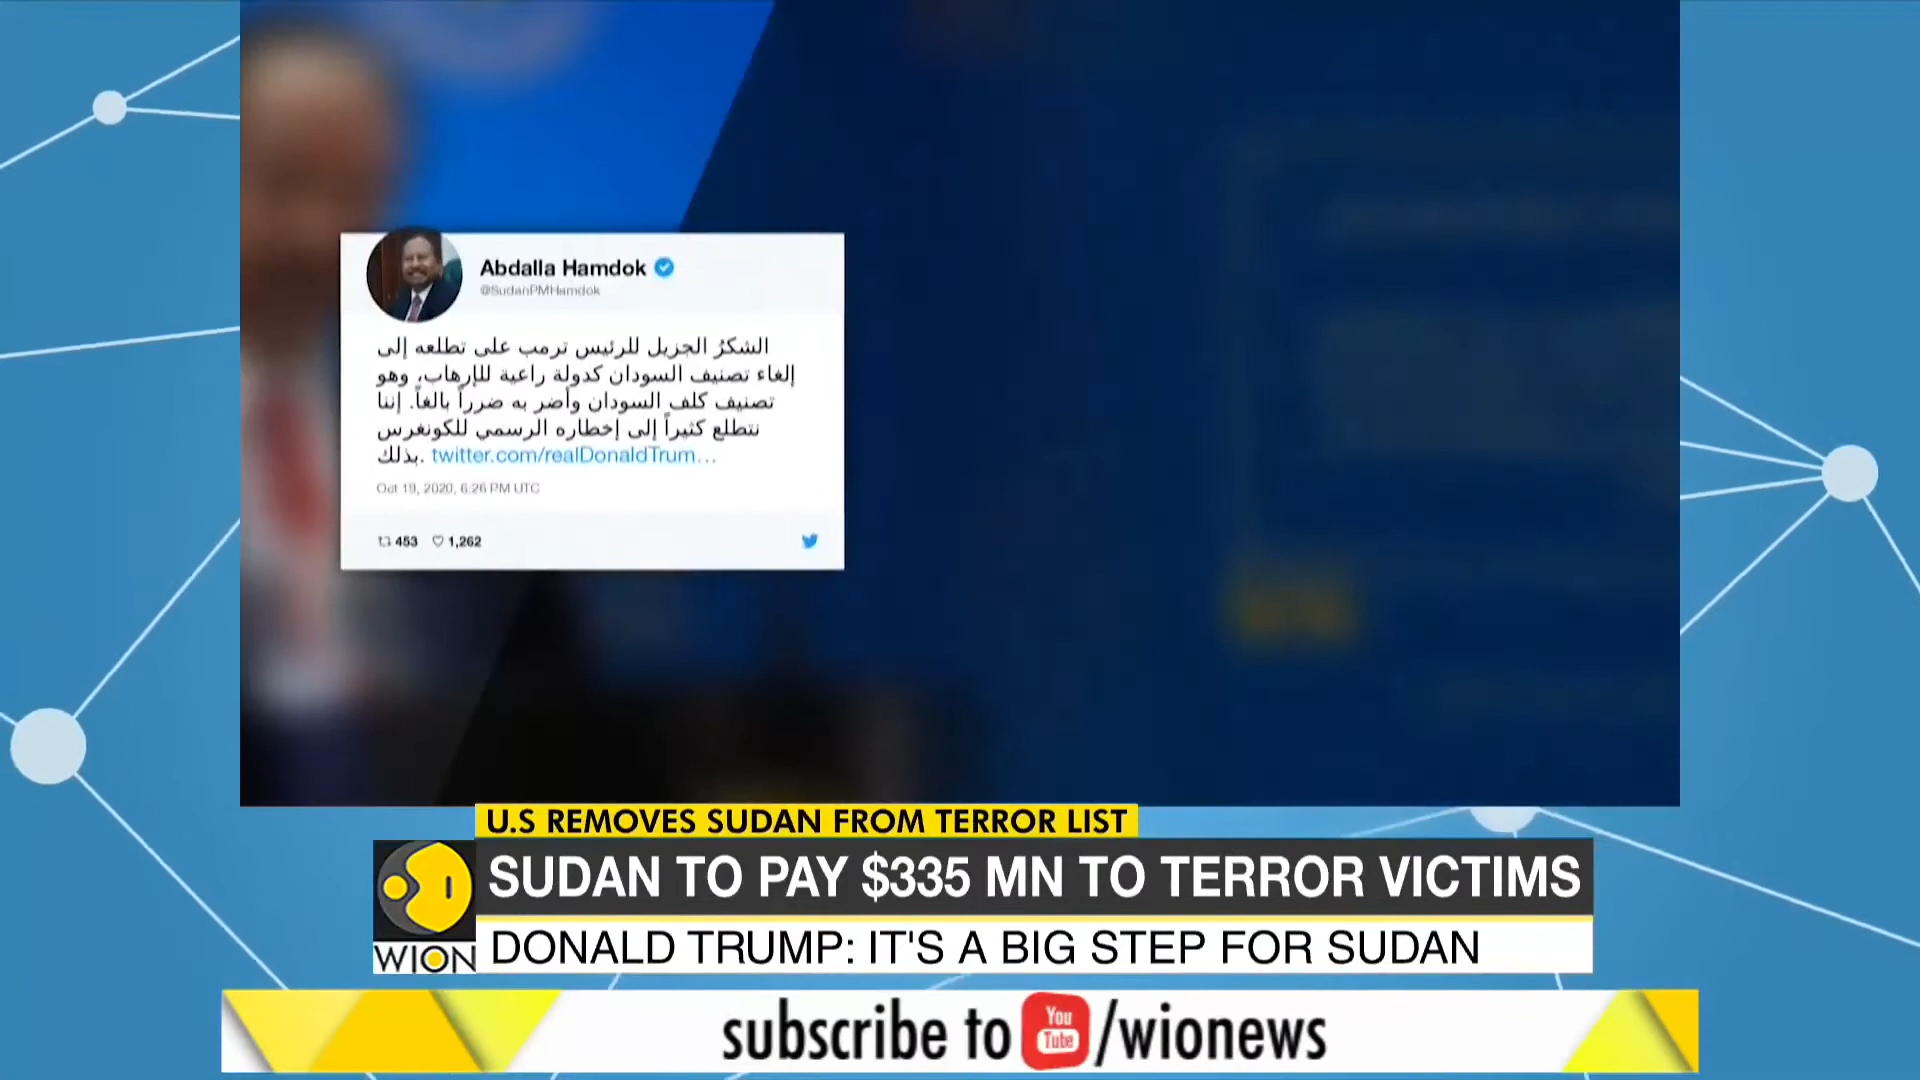 Abdalla Hamdok
@SudanPMHamdok
الشكرُ الجزيل للرئيس ترمب على تطلعه إلى
إلغاء تصنيف السودان كدولة راعية للإرهاب، وهو
تصنيف كلف السودان وأضر به ضرراً بالغاً. إننا
نتطلع كثيراً إلى إخطاره الرسمي للكونغرس
بذلك. twitter.com/realDonaldTrum…
Oct 19, 2020, 6:26 PM UTC
453 1,262
U.S REMOVES SUDAN FROM TERROR LIST
SUDAN TO PAY $335 MN TO TERROR VICTIMS
WION
DONALD TRUMP: IT'S A BIG STEP FOR SUDAN
subscribe to You Tube /wionews